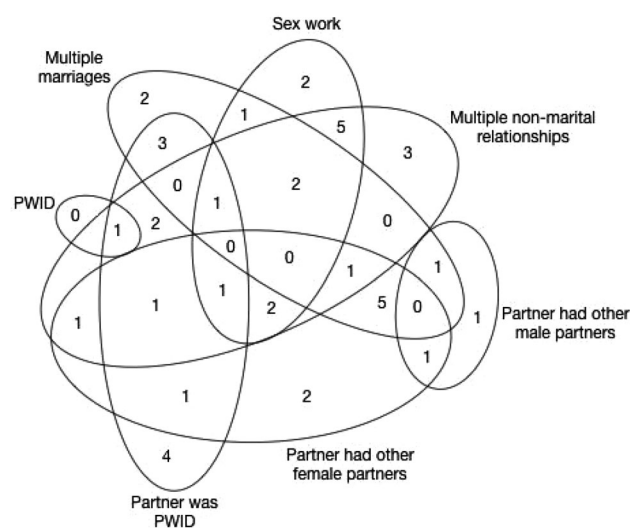 Sex work
Multiple
marriages
2
2
1
5
Multiple non-marital
relationships
3
3
0
2
1
PWID
0
1
2
0
0
0
1
1
1
1
2
5
0
1
Partner had other
male partners
1
1
1
2
4
Partner had other
female partners
Partner was
PWID